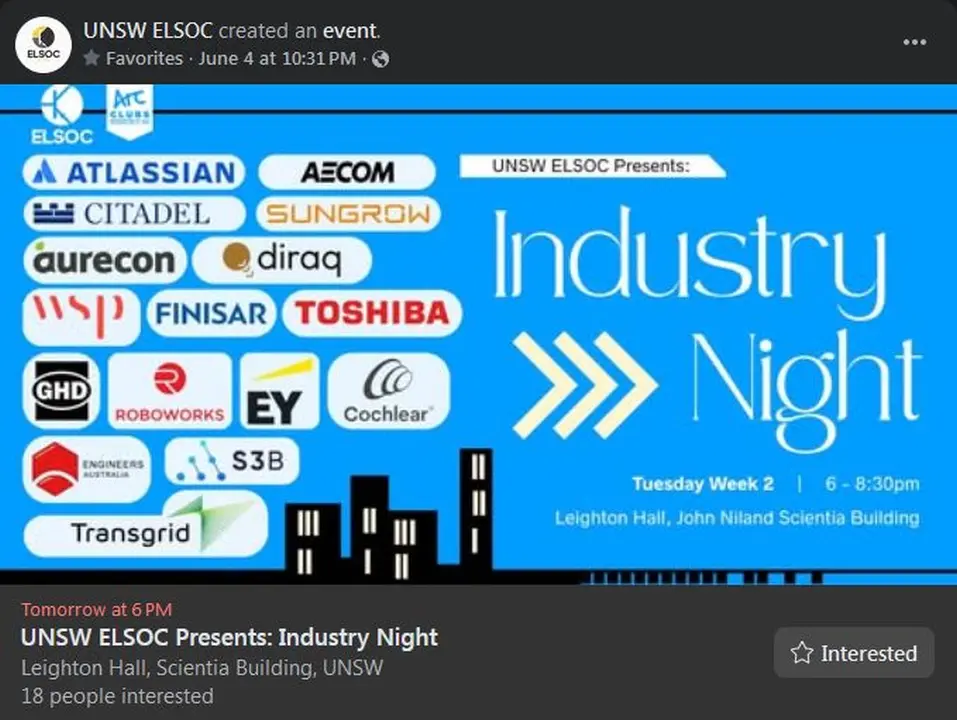 UNSW ELSOC created an event.
Favorites · June 4 at 10:31 PM ·
ELSOC
ELSOC
ARC
CLUBS
ATLASSIAN
AECOM
UNSW ELSOC Presents:
CITADEL
SUNGROW
aurecon
diraq
wsp
FINISAR
TOSHIBA
Industry
Night
GHD
ROBOWORKS
EY
Cochlear
ENGINEERS
AUSTRALIA
S3B
Transgrid
Tuesday Week 2 | 6 - 8:30pm
Leighton Hall, John Niland Scientia Building
Tomorrow at 6 PM
UNSW ELSOC Presents: Industry Night
Leighton Hall, Scientia Building, UNSW
18 people interested
Interested